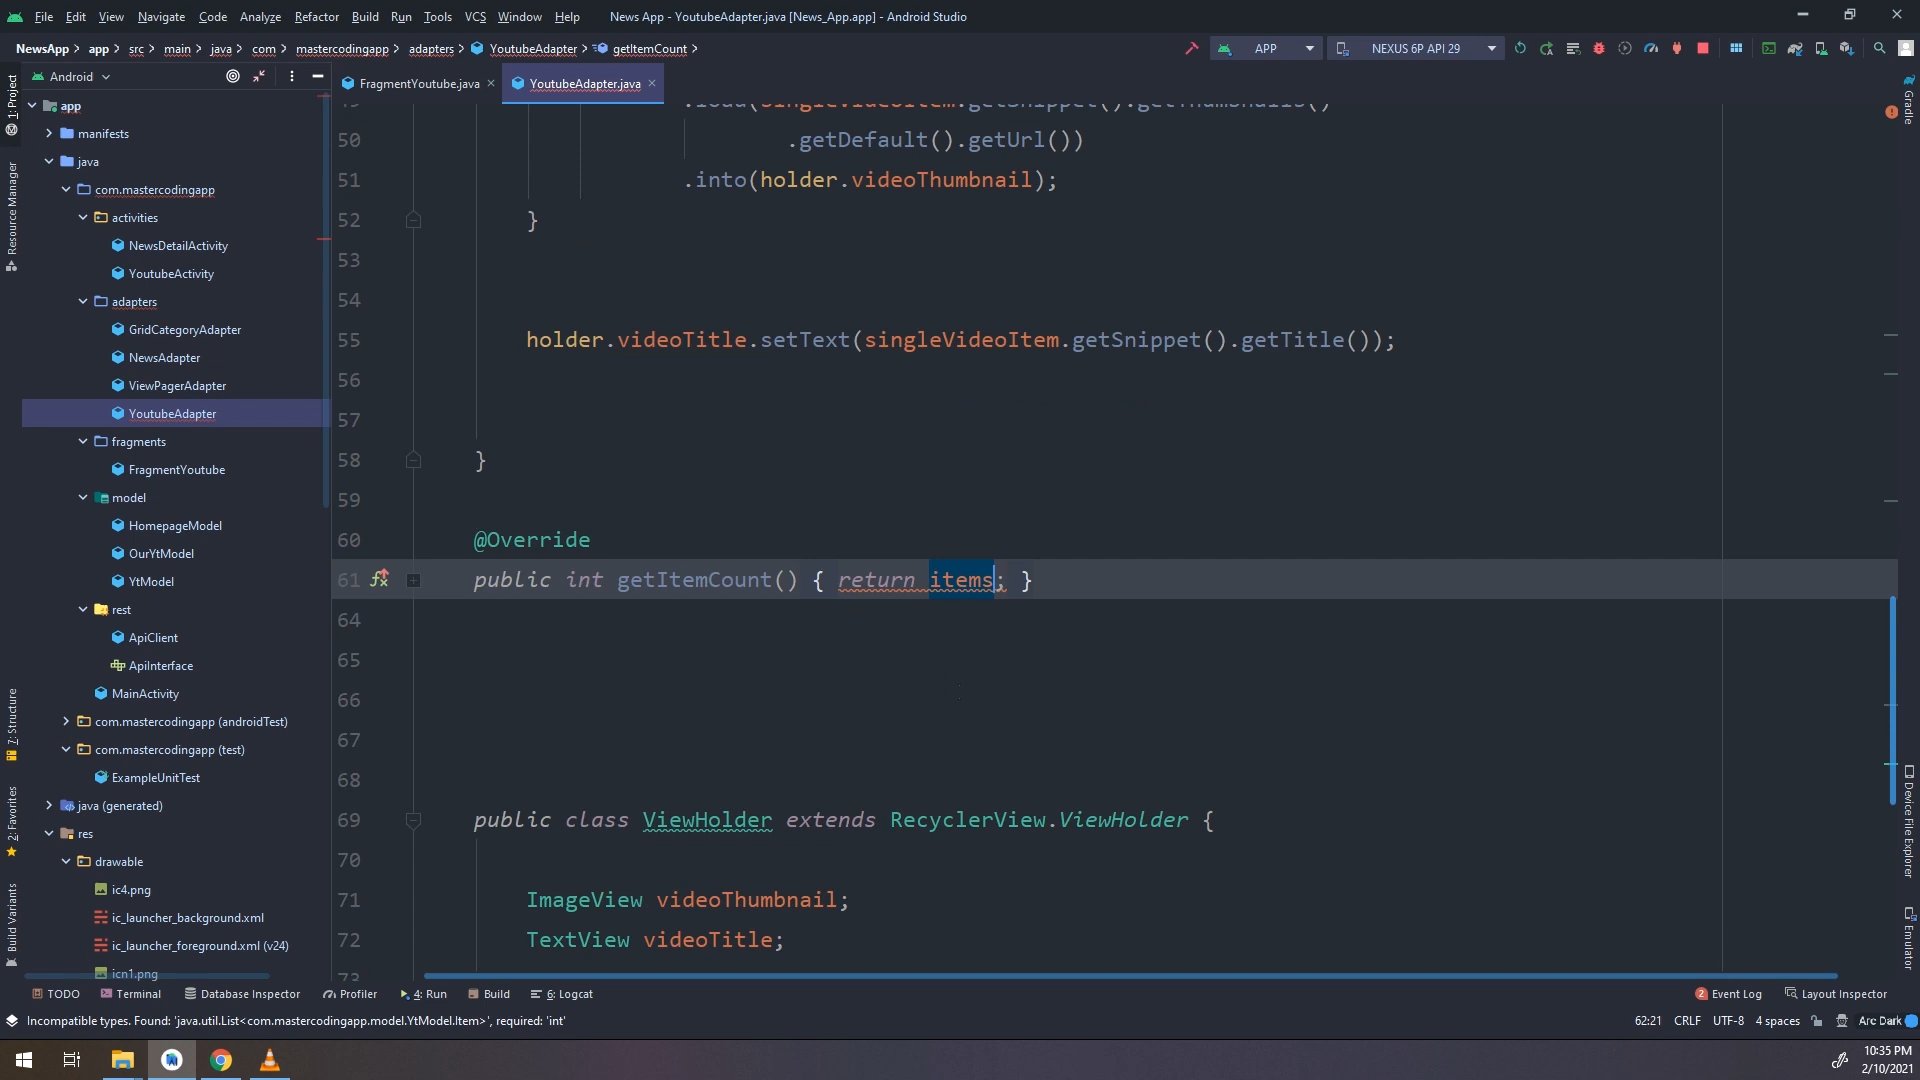 File Edit View Navigate Code Analyze Refactor Build Run Tools VCS Window Help News App - YoutubeAdapter.java [News_App.app] - Android Studio
NewsApp app src main java com mastercodingapp adapters YoutubeAdapter getItemCount APP NEXUS 6P API 29
Android
FragmentYoutube.java YoutubeAdapter.java
1: Project
Resource Manager
7: Structure
2: Favorites
Build Variants
app
manifests
java
com.mastercodingapp
activities
NewsDetailActivity
YoutubeActivity
adapters
GridCategoryAdapter
NewsAdapter
ViewPagerAdapter
YoutubeAdapter
fragments
FragmentYoutube
model
HomepageModel
OurYtModel
YtModel
rest
ApiClient
ApiInterface
MainActivity
com.mastercodingapp (androidTest)
com.mastercodingapp (test)
ExampleUnitTest
java (generated)
res
drawable
ic4.png
ic_launcher_background.xml
ic_launcher_foreground.xml (v24)
icn1.png
49 .load(singleVideoItem.getSnippet().getThumbnails()
50 .getDefault().getUrl())
51 .into(holder.videoThumbnail);
52 }
53
54
55 holder.videoTitle.setText(singleVideoItem.getSnippet().getTitle());
56
57
58 }
59
60 @Override
61 public int getItemCount() { return items; }
64
65
66
67
68
69 public class ViewHolder extends RecyclerView.ViewHolder {
70
71 ImageView videoThumbnail;
72 TextView videoTitle;
73
Gradle
Device File Explorer
Emulator
TODO Terminal Database Inspector Profiler 4: Run Build 6: Logcat 2 Event Log Layout Inspector
Incompatible types. Found: 'java.util.List<com.mastercodingapp.model.YtModel.Item>', required: 'int' 62:21 CRLF UTF-8 4 spaces Arc Dark
10:35 PM
2/10/2021